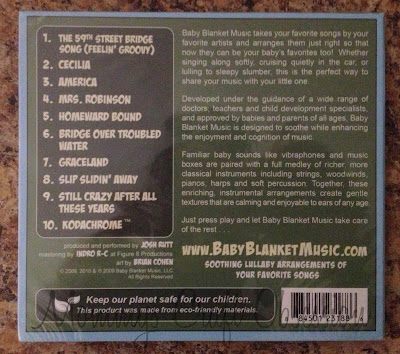 1. THE 59TH STREET BRIDGE
SONG (FEELIN' GROOVY)
2. CECILIA
3. AMERICA
4. MRS. ROBINSON
5. HOMEWARD BOUND
6. BRIDGE OVER TROUBLED
WATER
7. GRACELAND
8. SLIP SLIDIN' AWAY
9. STILL CRAZY AFTER ALL
THESE YEARS
10. KODACHROME™
produced and performed by JOSH RUTT
mastering INDRO R-C at Figure 8 Productions
art by BRIAN COHEN
All Rights Reserved
Baby Blanket Music takes your favorite songs by your
favorite artists and arranges them just right so that
now they can be your baby's favorites too! Whether
singing along softly, cruising quietly in the car, or
lulling to sleepy slumber, this is the perfect way to
share your music with your little one.
Developed under the guidance of a wide range of
doctors, teachers and child development specialists,
and approved by babies and parents of all ages, Baby
Blanket Music is designed to soothe while enhancing
the enjoyment and cognition of music.
Familiar baby sounds like vibraphones and music
boxes are paired with a full medley of richer, more
classical instruments including strings, woodwinds,
pianos, harps and soft percussion. Together, these
enriching, instrumental arrangements create gentle
textures that are calming and enjoyable to ears of any age.
Just press play and let Baby Blanket Music take care
of the rest . . .
WWW.BABYBLANKETMUSIC.COM
SOOTHING LULLABY ARRANGEMENTS OF
YOUR FAVORITE SONGS
Keep our planet safe for our children.
This product was made from eco-friendly materials.